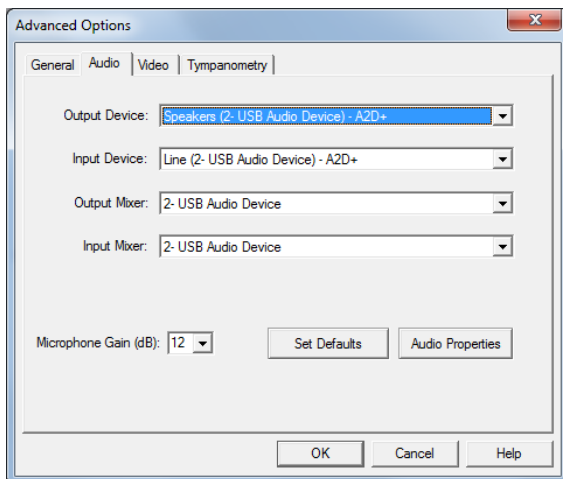 Advanced Options
General Audio Video Tympanometry
Output Device: Speakers (2- USB Audio Device) - A2D+
Input Device: Line (2- USB Audio Device) - A2D+
Output Mixer: 2- USB Audio Device
Input Mixer: 2- USB Audio Device
Microphone Gain (dB): 12 Set Defaults Audio Properties
OK Cancel Help